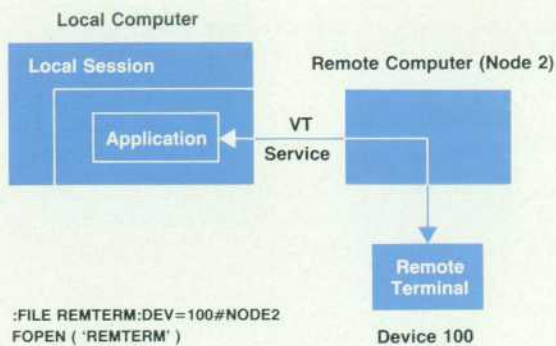 Local Computer
Local Session
Application
VT
Service
Remote Computer (Node 2)
Remote
Terminal
Device 100
:FILE REMTERM:DEV=100#NODE2
FOPEN ( 'REMTERM' )